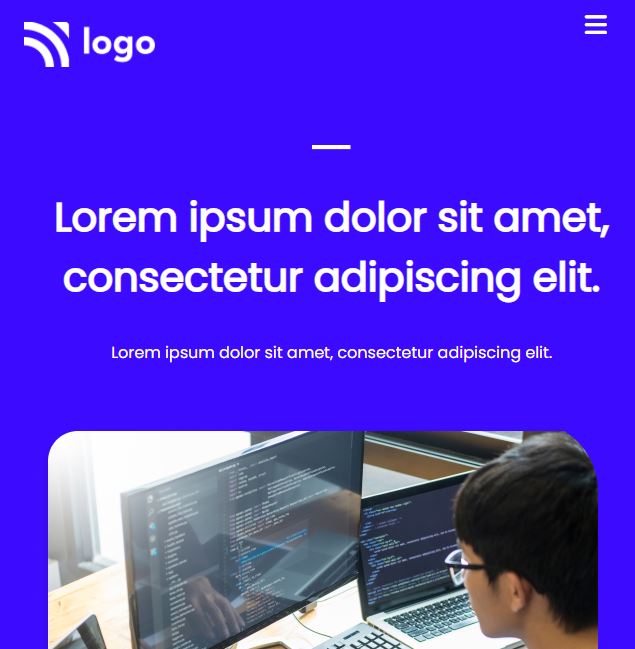 logo
Lorem ipsum dolor sit amet,
consectetur adipiscing elit.
Lorem ipsum dolor sit amet, consectetur adipiscing elit.